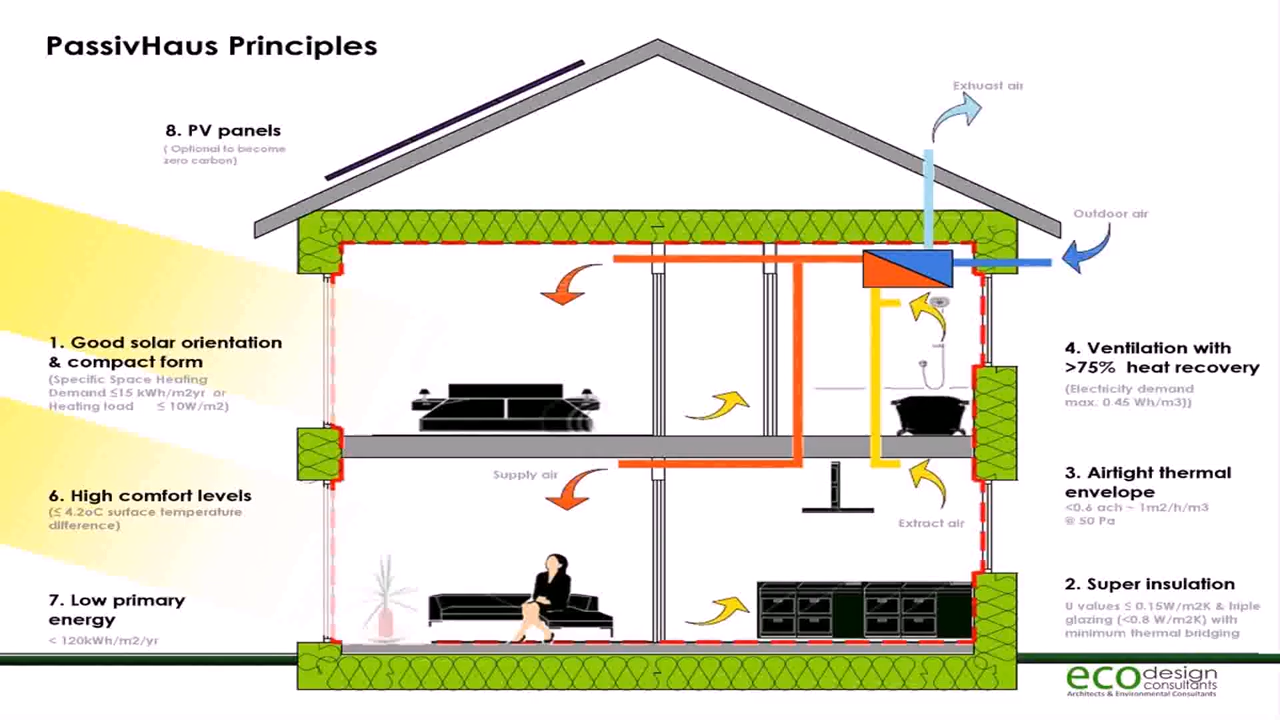 PassivHaus Principles
Exhuast air
8. PV panels
( Optional to become
zero carbon)
Outdoor air
1. Good solar orientation
& compact form
(Specific Space Heating
Demand ≤15 kWh/m2yr or
Heating load ≤ 10W/m2)
4. Ventilation with
>75% heat recovery
(Electricity demand
max. 0.45 Wh/m3))
Supply air
6. High comfort levels
(≤ 4.2oC surface temperature
difference)
3. Airtight thermal
envelope
<0.6 ach ~ 1m2/h/m3
@ 50 Pa
Extract air
7. Low primary
energy
< 120kWh/m2/yr
2. Super insulation
U values ≤ 0.15W/m2K & triple
glazing (<0.8 W/m2K) with
minimum thermal bridging
eco design
consultants
Architects & Environmental Consultants